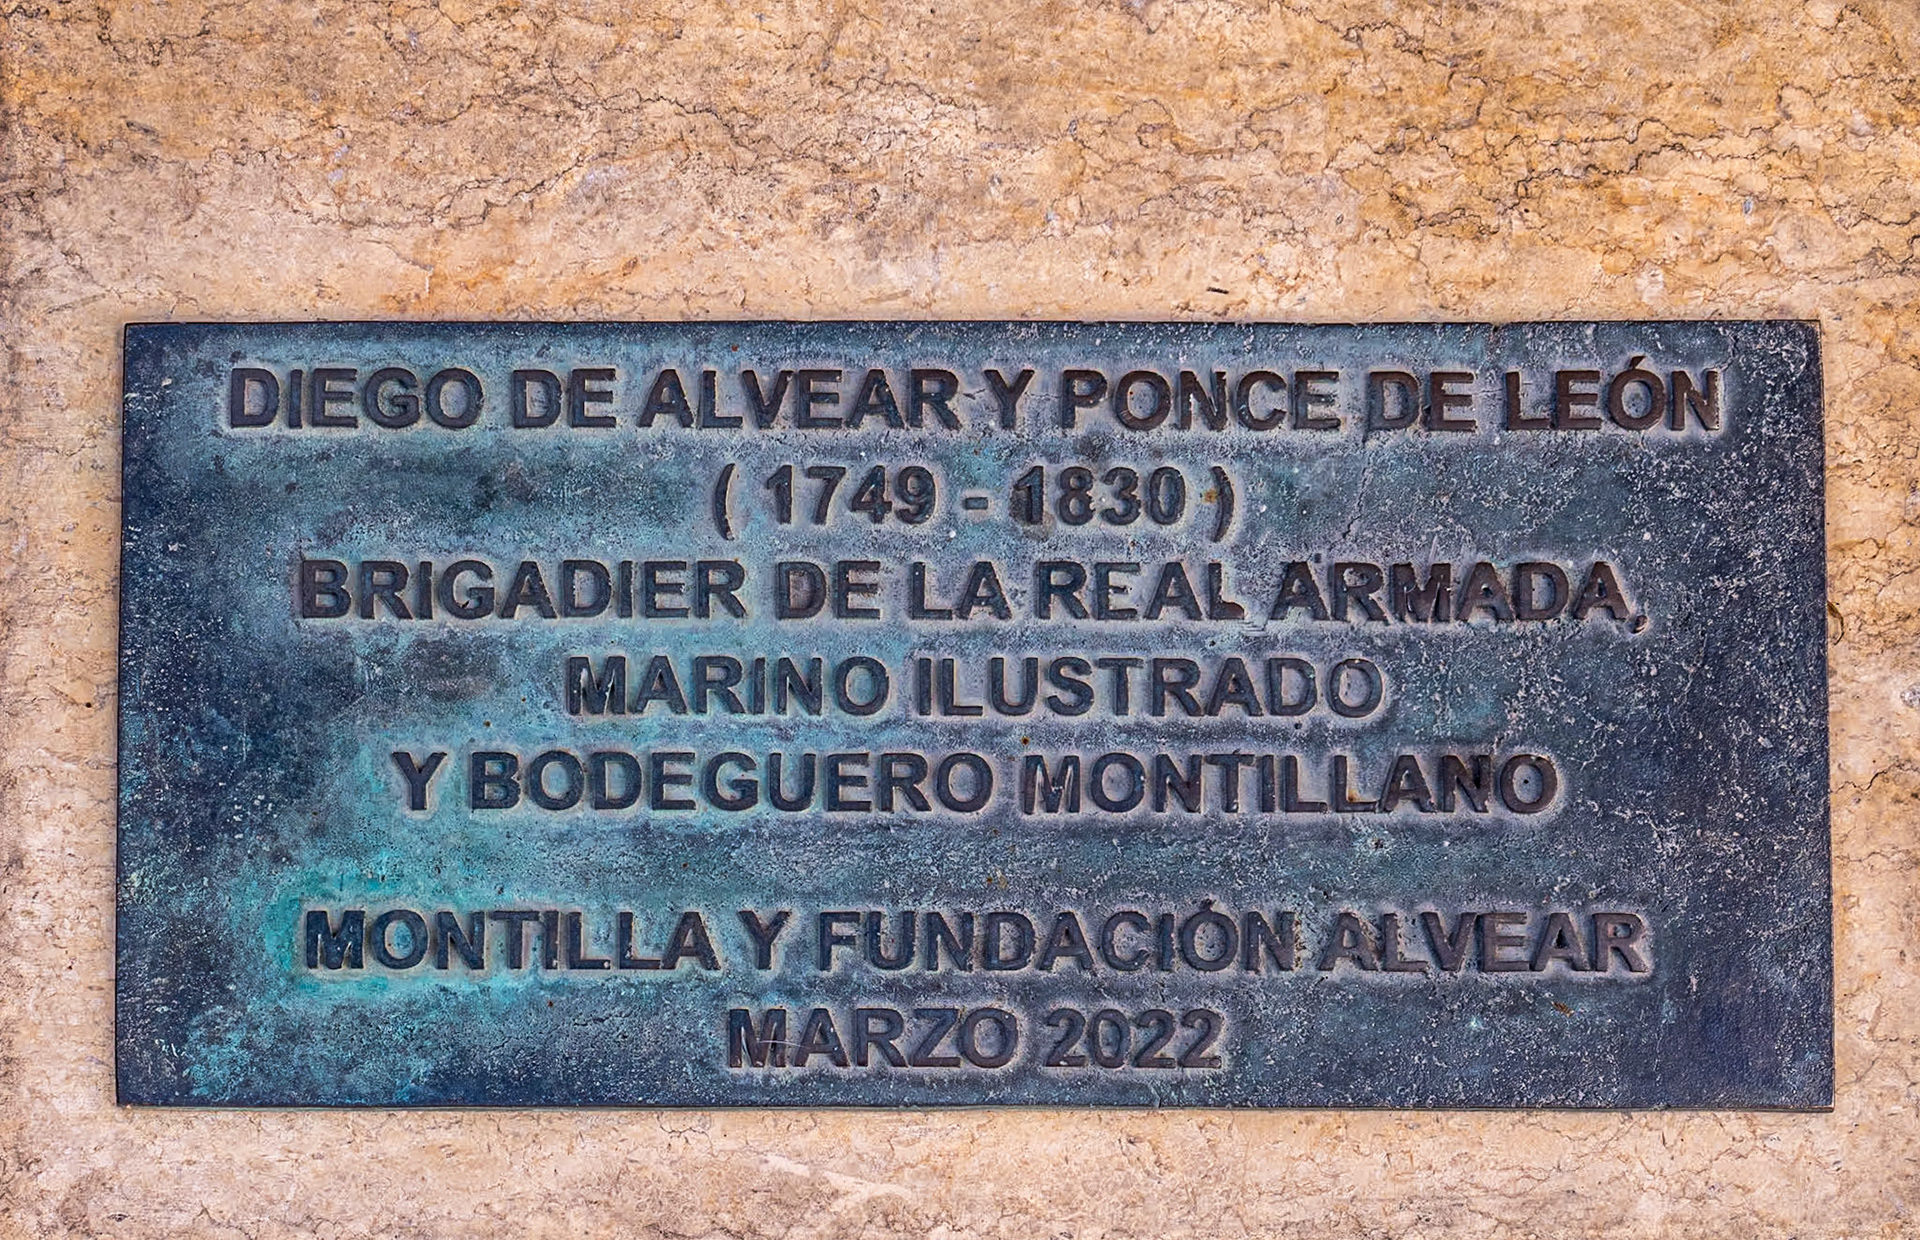 DIEGO DE ALVEAR Y PONCE DE LEÓN
( 1749 - 1830 )
BRIGADIER DE LA REAL ARMADA,
MARINO ILUSTRADO
Y BODEGUERO MONTILLANO
MONTILLA Y FUNDACIÓN ALVEAR
MARZO 2022